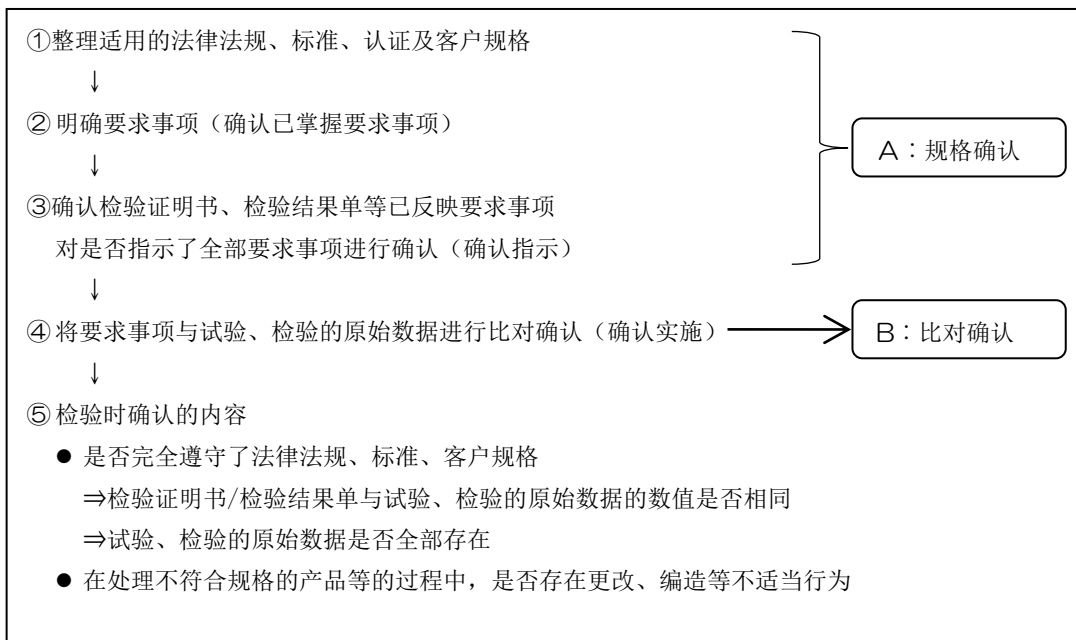 ①整理适用的法律法规、标准、认证及客户规格
↓
② 明确要求事项（确认已掌握要求事项）
A：规格确认
↓
③确认检验证明书、检验结果单等已反映要求事项
对是否指示了全部要求事项进行确认（确认指示）
↓
④ 将要求事项与试验、检验的原始数据进行比对确认（确认实施）
B：比对确认
↓
⑤ 检验时确认的内容
● 是否完全遵守了法律法规、标准、客户规格
⇒检验证明书/检验结果单与试验、检验的原始数据的数值是否相同
⇒试验、检验的原始数据是否全部存在
● 在处理不符合规格的产品等的过程中，是否存在更改、编造等不适当行为